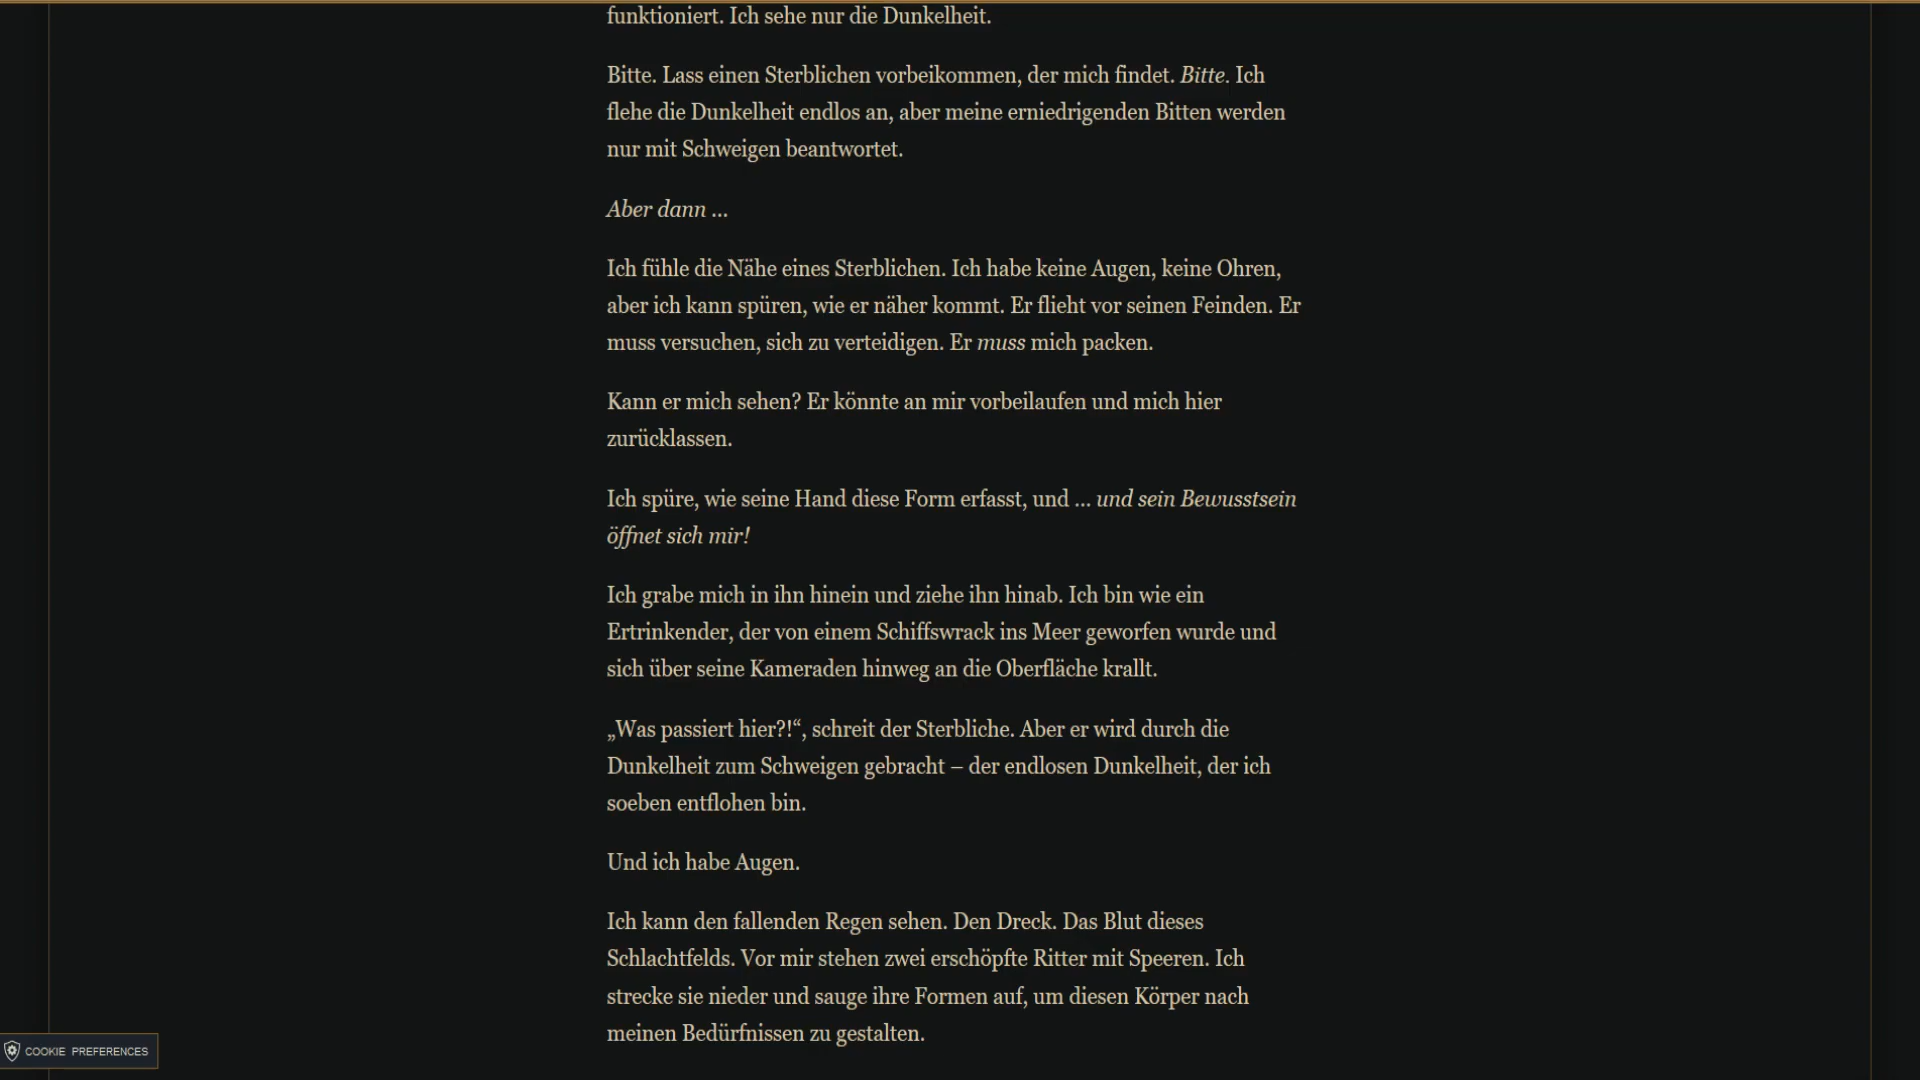 funktioniert. Ich sehe nur die Dunkelheit.
Bitte. Lass einen Sterblichen vorbeikommen, der mich findet. Bitte. Ich
flehe die Dunkelheit endlos an, aber meine erniedrigenden Bitten werden
nur mit Schweigen beantwortet.
Aber dann ...
Ich fühle die Nähe eines Sterblichen. Ich habe keine Augen, keine Ohren,
aber ich kann spüren, wie er näher kommt. Er flieht vor seinen Feinden. Er
muss versuchen, sich zu verteidigen. Er muss mich packen.
Kann er mich sehen? Er könnte an mir vorbeilaufen und mich hier
zurücklassen.
Ich spüre, wie seine Hand diese Form erfasst, und ... und sein Bewusstsein
öffnet sich mir!
Ich grabe mich in ihn hinein und ziehe ihn hinab. Ich bin wie ein
Ertrinkender, der von einem Schiffswrack ins Meer geworfen wurde und
sich über seine Kameraden hinweg an die Oberfläche krallt.
„Was passiert hier?!“, schreit der Sterbliche. Aber er wird durch die
Dunkelheit zum Schweigen gebracht – der endlosen Dunkelheit, der ich
soeben entflohen bin.
Und ich habe Augen.
Ich kann den fallenden Regen sehen. Den Dreck. Das Blut dieses
Schlachtfelds. Vor mir stehen zwei erschöpfte Ritter mit Speeren. Ich
strecke sie nieder und sauge ihre Formen auf, um diesen Körper nach
meinen Bedürfnissen zu gestalten.
COOKIE PREFERENCES